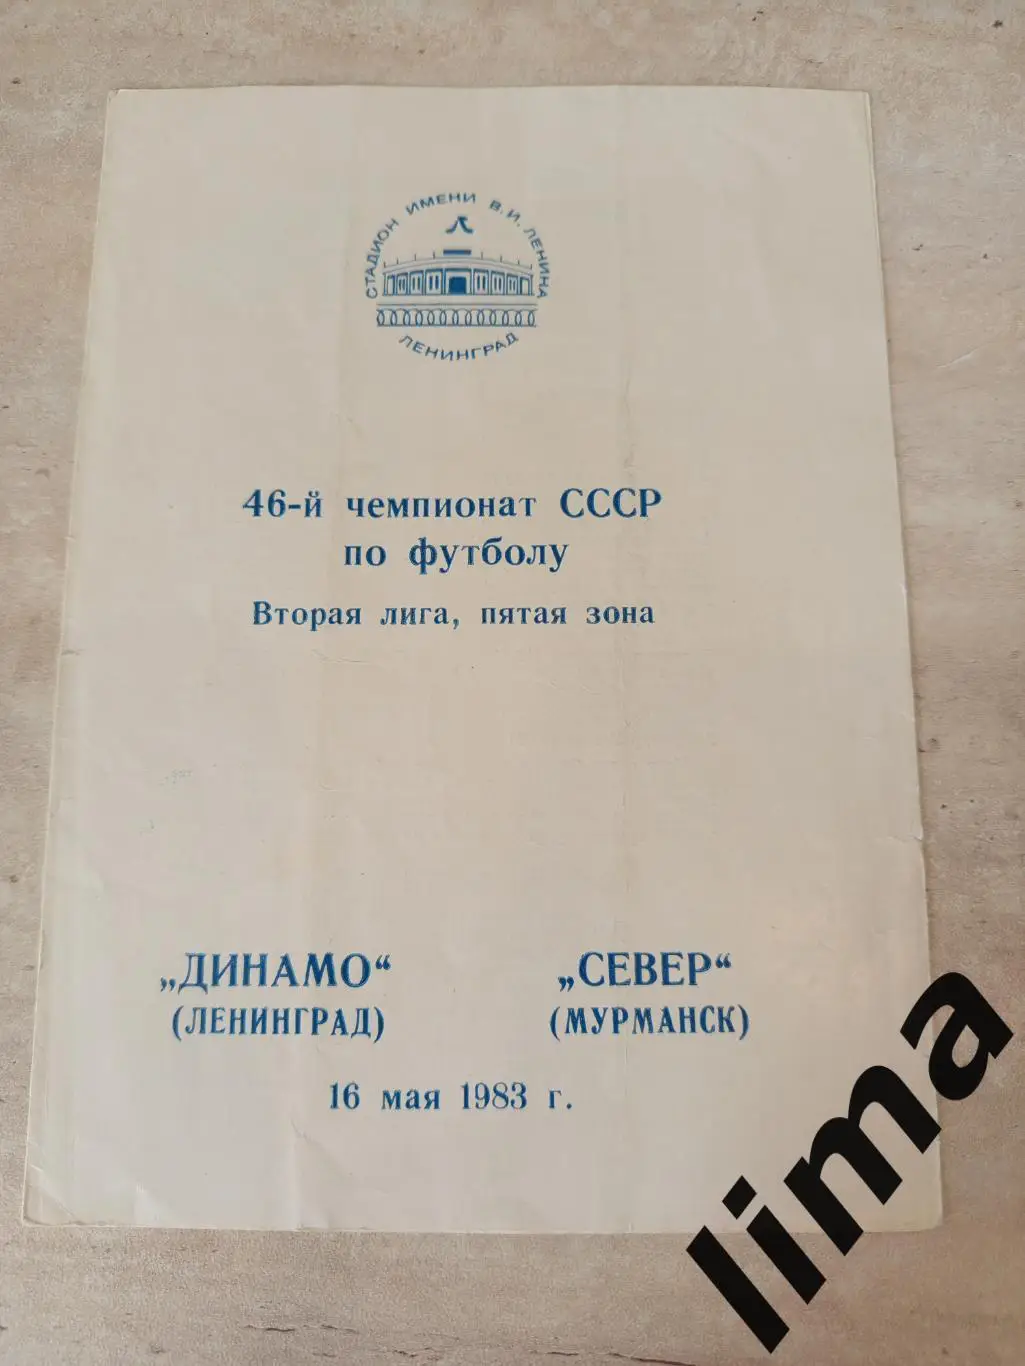 СТАДИОН ИМЕНИ В.И. ЛЕНИНА
ЛЕНИНГРАД
46-й чемпионат СССР
по футболу
Вторая лига, пятая зона
„ДИНАМО“ „СЕВЕР“
(ЛЕНИНГРАД) (МУРМАНСК)
16 мая 1983 г.
lima